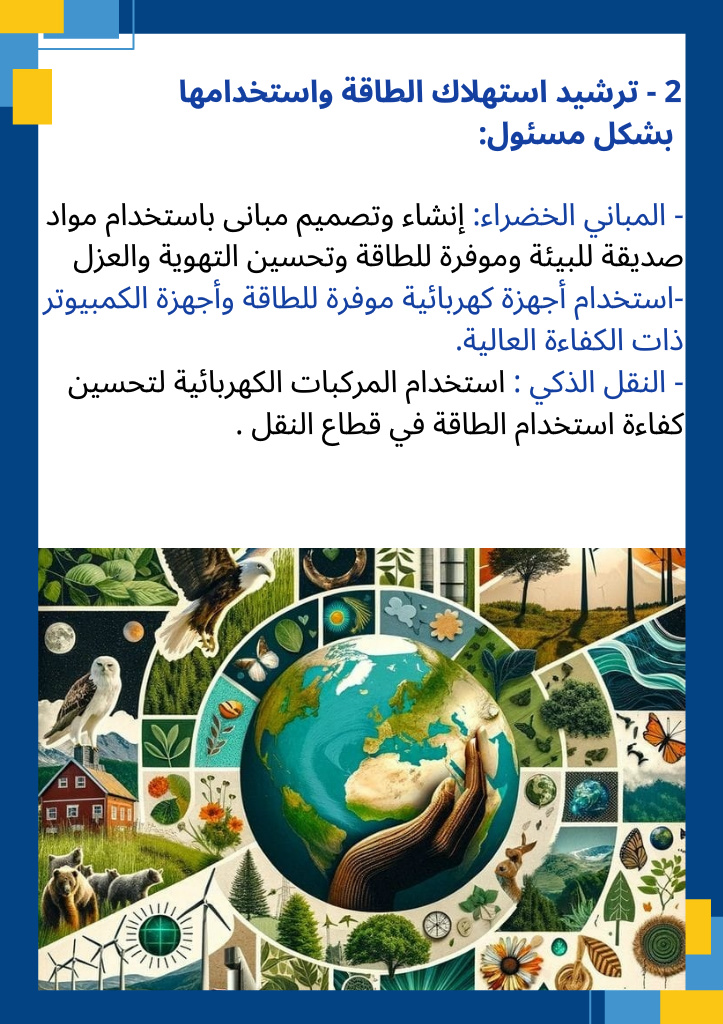 2 - ترشيد استهلاك الطاقة واستخدامها
بشكل مسئول:
- المباني الخضراء: إنشاء وتصميم مبانى باستخدام مواد
صديقة للبيئة وموفرة للطاقة وتحسين التهوية والعزل
-استخدام أجهزة كهربائية موفرة للطاقة وأجهزة الكمبيوتر
ذات الكفاءة العالية.
- النقل الذكي : استخدام المركبات الكهربائية لتحسين
كفاءة استخدام الطاقة في قطاع النقل .